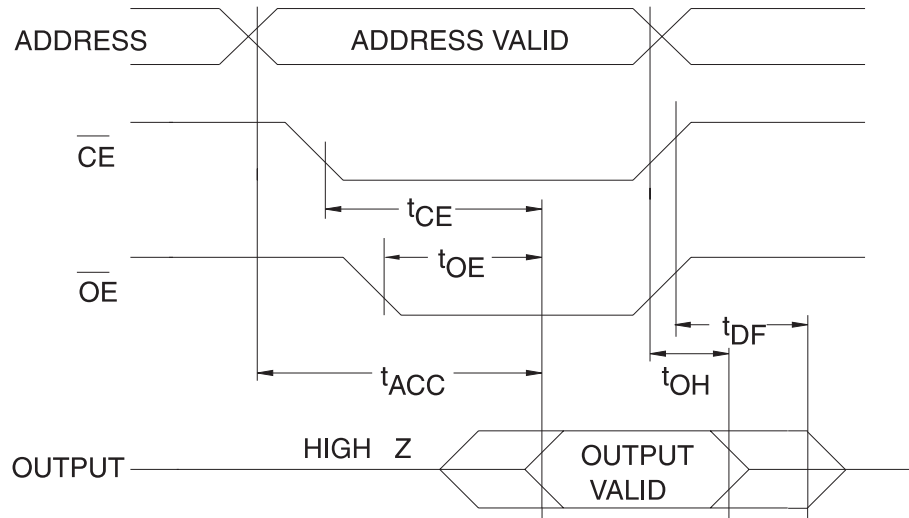 ADDRESS
ADDRESS VALID
CE
tCE
tOE
OE
tDF
tACC
tOH
HIGH Z
OUTPUT
OUTPUT
VALID